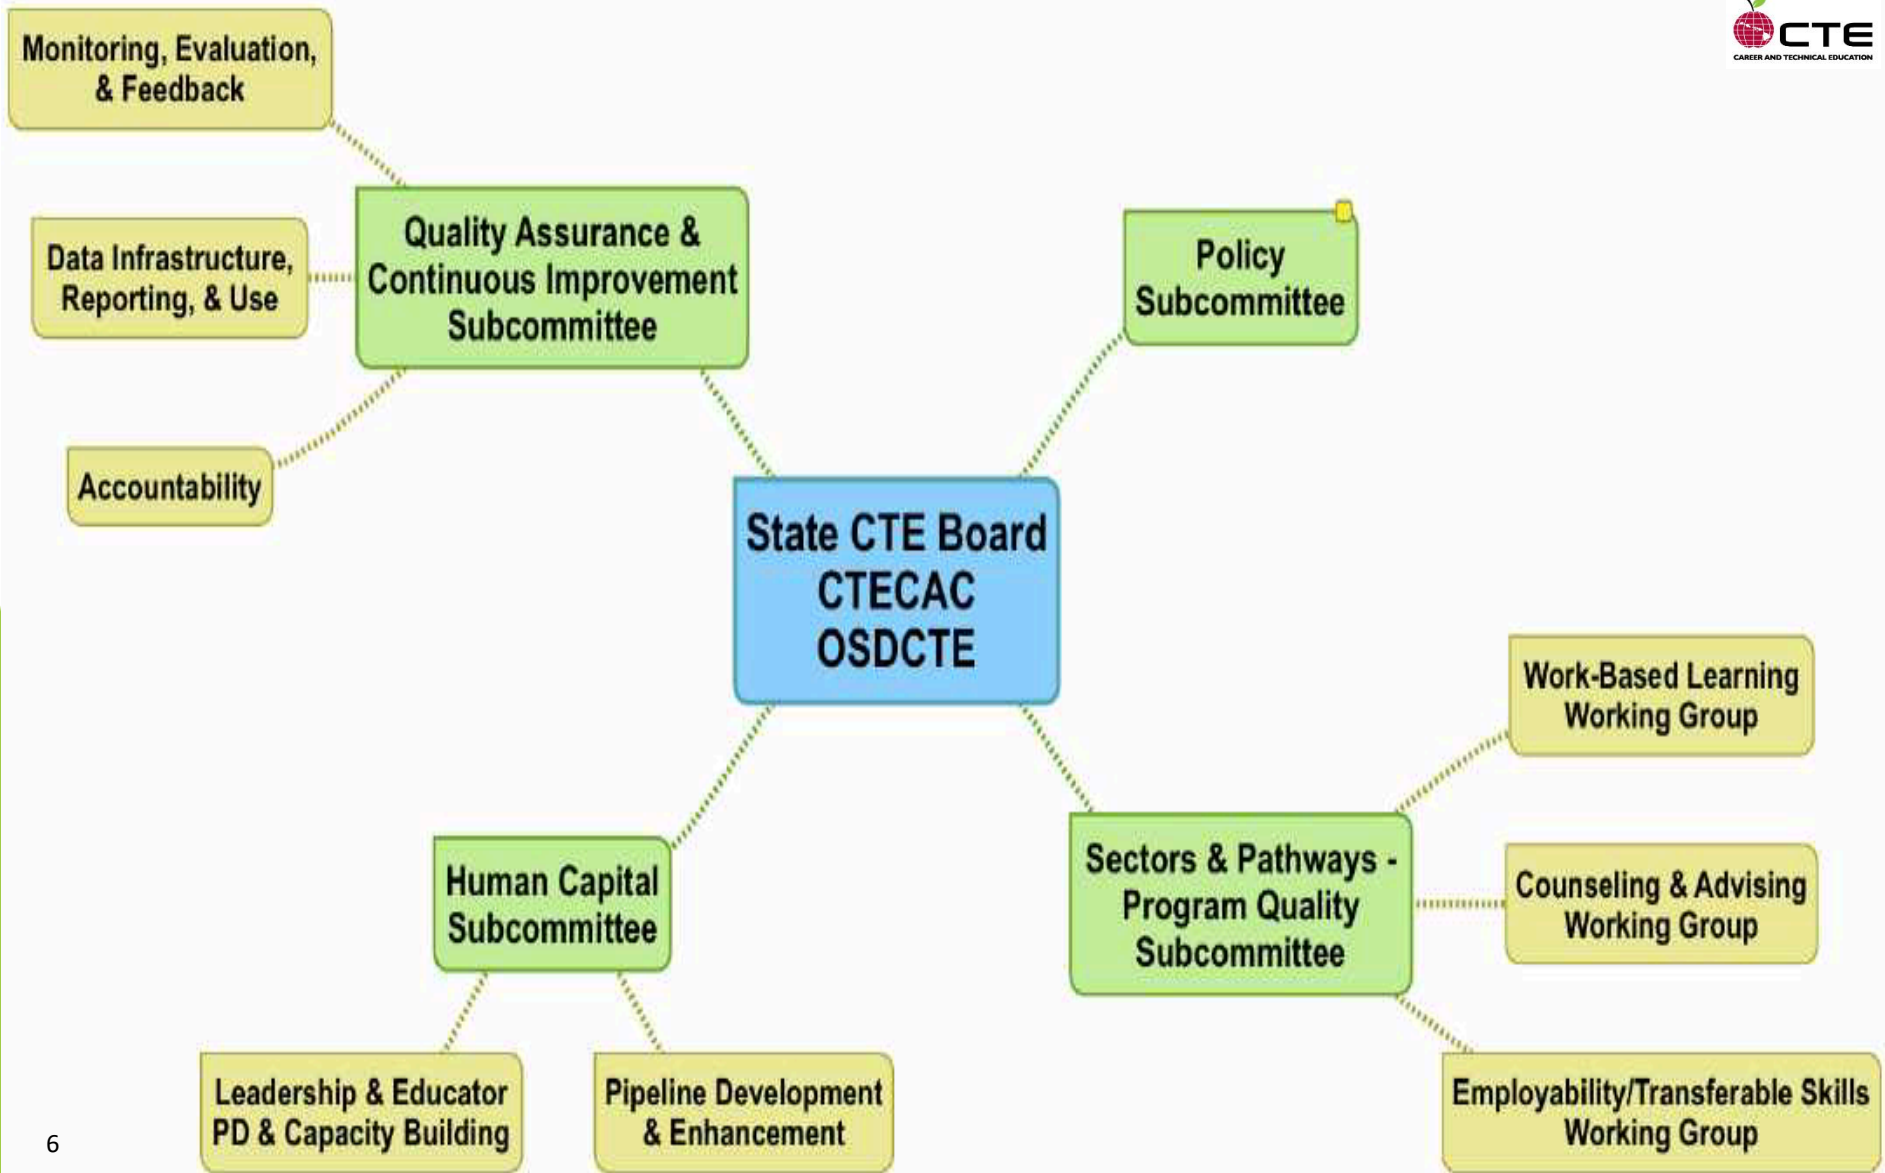 CTE
CAREER AND TECHNICAL EDUCATION
Monitoring, Evaluation,
& Feedback
Data Infrastructure,
Reporting, & Use
Accountability
Quality Assurance &
Continuous Improvement
Subcommittee
Policy
Subcommittee
State CTE Board
CTECAC
OSDCTE
Human Capital
Subcommittee
Leadership & Educator
PD & Capacity Building
Pipeline Development
& Enhancement
Sectors & Pathways -
Program Quality
Subcommittee
Work-Based Learning
Working Group
Counseling & Advising
Working Group
Employability/Transferable Skills
Working Group
6